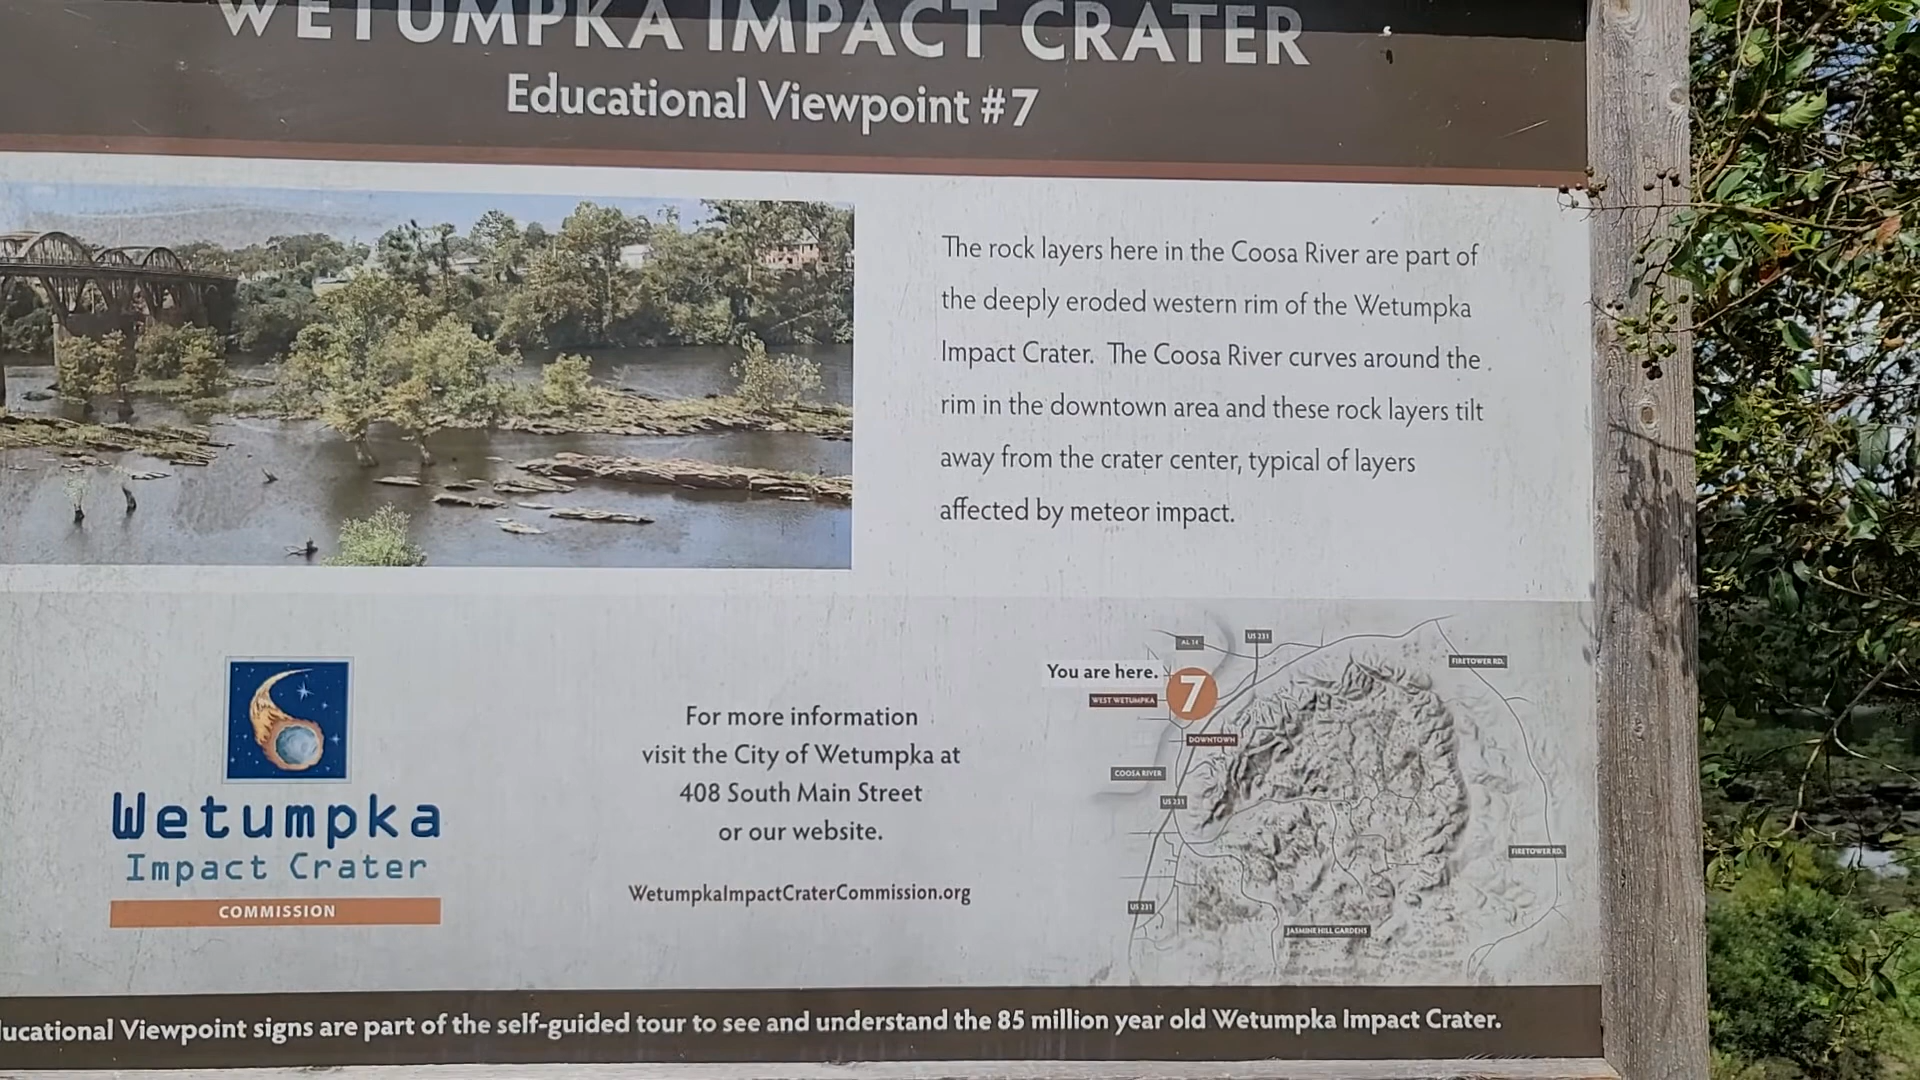 WETUMPKA IMPACT CRATER
Educational Viewpoint #7
The rock layers here in the Coosa River are part of
the deeply eroded western rim of the Wetumpka
Impact Crater. The Coosa River curves around the
rim in the downtown area and these rock layers tilt
away from the crater center, typical of layers
affected by meteor impact.
Wetumpka
Impact Crater
COMMISSION
For more information
visit the City of Wetumpka at
408 South Main Street
or our website.
WetumpkaImpactCraterCommission.org
AL 14
US 231
FIRETOWER RD.
You are here.
7
WEST WETUMPKA
DOWNTOWN
COOSA RIVER
US 231
FIRETOWER RD.
US 231
JASMINE HILL GARDENS
Viewpoint signs are part of the self-guided tour to see and understand the 85 million year old Wetumpka Impact Crater.